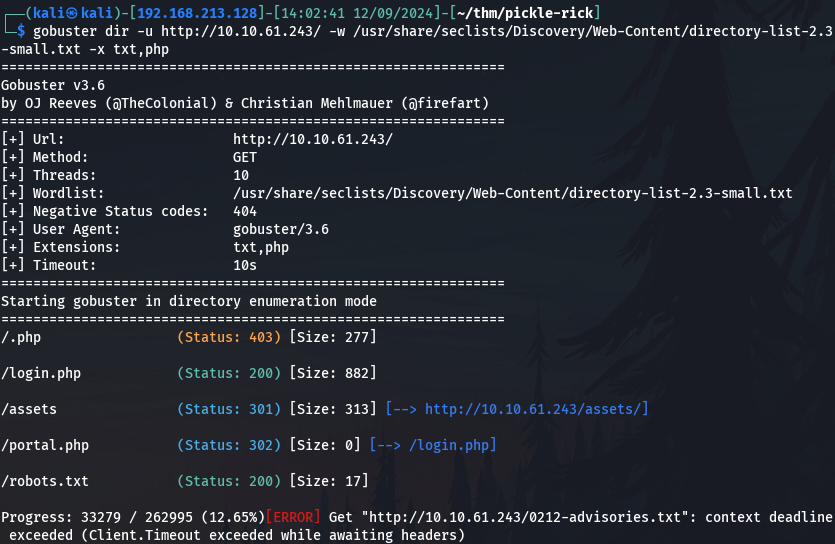 ┌──(kali㉿kali)-[192.168.213.128]-[14:02:41 12/09/2024]-[~/thm/pickle-rick]
└─$ gobuster dir -u http://10.10.61.243/ -w /usr/share/seclists/Discovery/Web-Content/directory-list-2.3
-small.txt -x txt,php
===============================================================
Gobuster v3.6
by OJ Reeves (@TheColonial) & Christian Mehlmauer (@firefart)
===============================================================
[+] Url:                     http://10.10.61.243/
[+] Method:                  GET
[+] Threads:                 10
[+] Wordlist:                /usr/share/seclists/Discovery/Web-Content/directory-list-2.3-small.txt
[+] Negative Status codes:   404
[+] User Agent:              gobuster/3.6
[+] Extensions:              txt,php
[+] Timeout:                 10s
===============================================================
Starting gobuster in directory enumeration mode
===============================================================
/.php                 (Status: 403) [Size: 277]
/login.php            (Status: 200) [Size: 882]
/assets               (Status: 301) [Size: 313] [--> http://10.10.61.243/assets/]
/portal.php           (Status: 302) [Size: 0] [--> /login.php]
/robots.txt           (Status: 200) [Size: 17]
Progress: 33279 / 262995 (12.65%)[ERROR] Get "http://10.10.61.243/0212-advisories.txt": context deadline
 exceeded (Client.Timeout exceeded while awaiting headers)